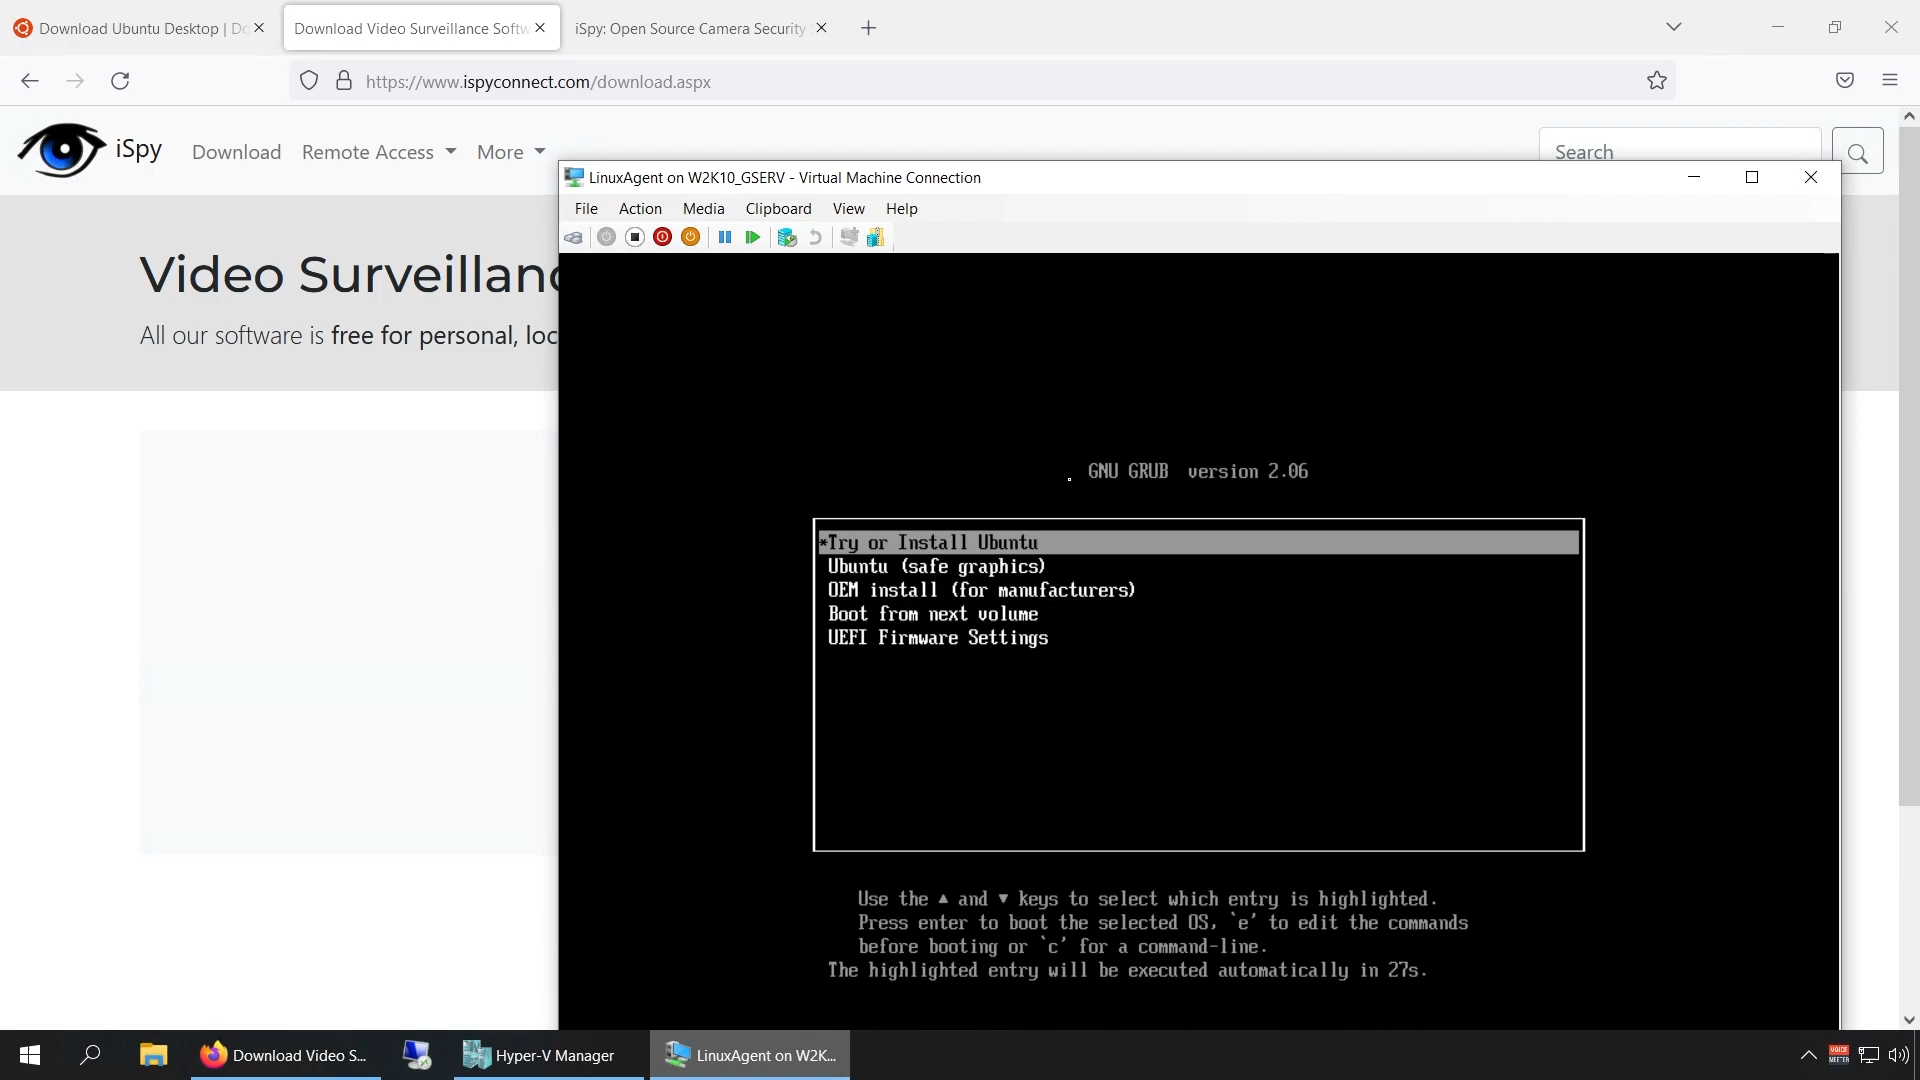 Download Ubuntu Desktop | Do
Download Video Surveillance Softw
iSpy: Open Source Camera Security
https://www.ispyconnect.com/download.aspx
iSpy
Download
Remote Access
More
Search
Video Surveillanc
All our software is free for personal, loc
LinuxAgent on W2K10_GSERV - Virtual Machine Connection
File
Action
Media
Clipboard
View
Help
GNU GRUB version 2.06
*Try or Install Ubuntu
Ubuntu (safe graphics)
OEM install (for manufacturers)
Boot from next volume
UEFI Firmware Settings
Use the ▲ and ▼ keys to select which entry is highlighted.
Press enter to boot the selected OS, `e' to edit the commands
before booting or `c' for a command-line.
The highlighted entry will be executed automatically in 27s.
Download Video S...
Hyper-V Manager
LinuxAgent on W2K...
VOICE
MEETER